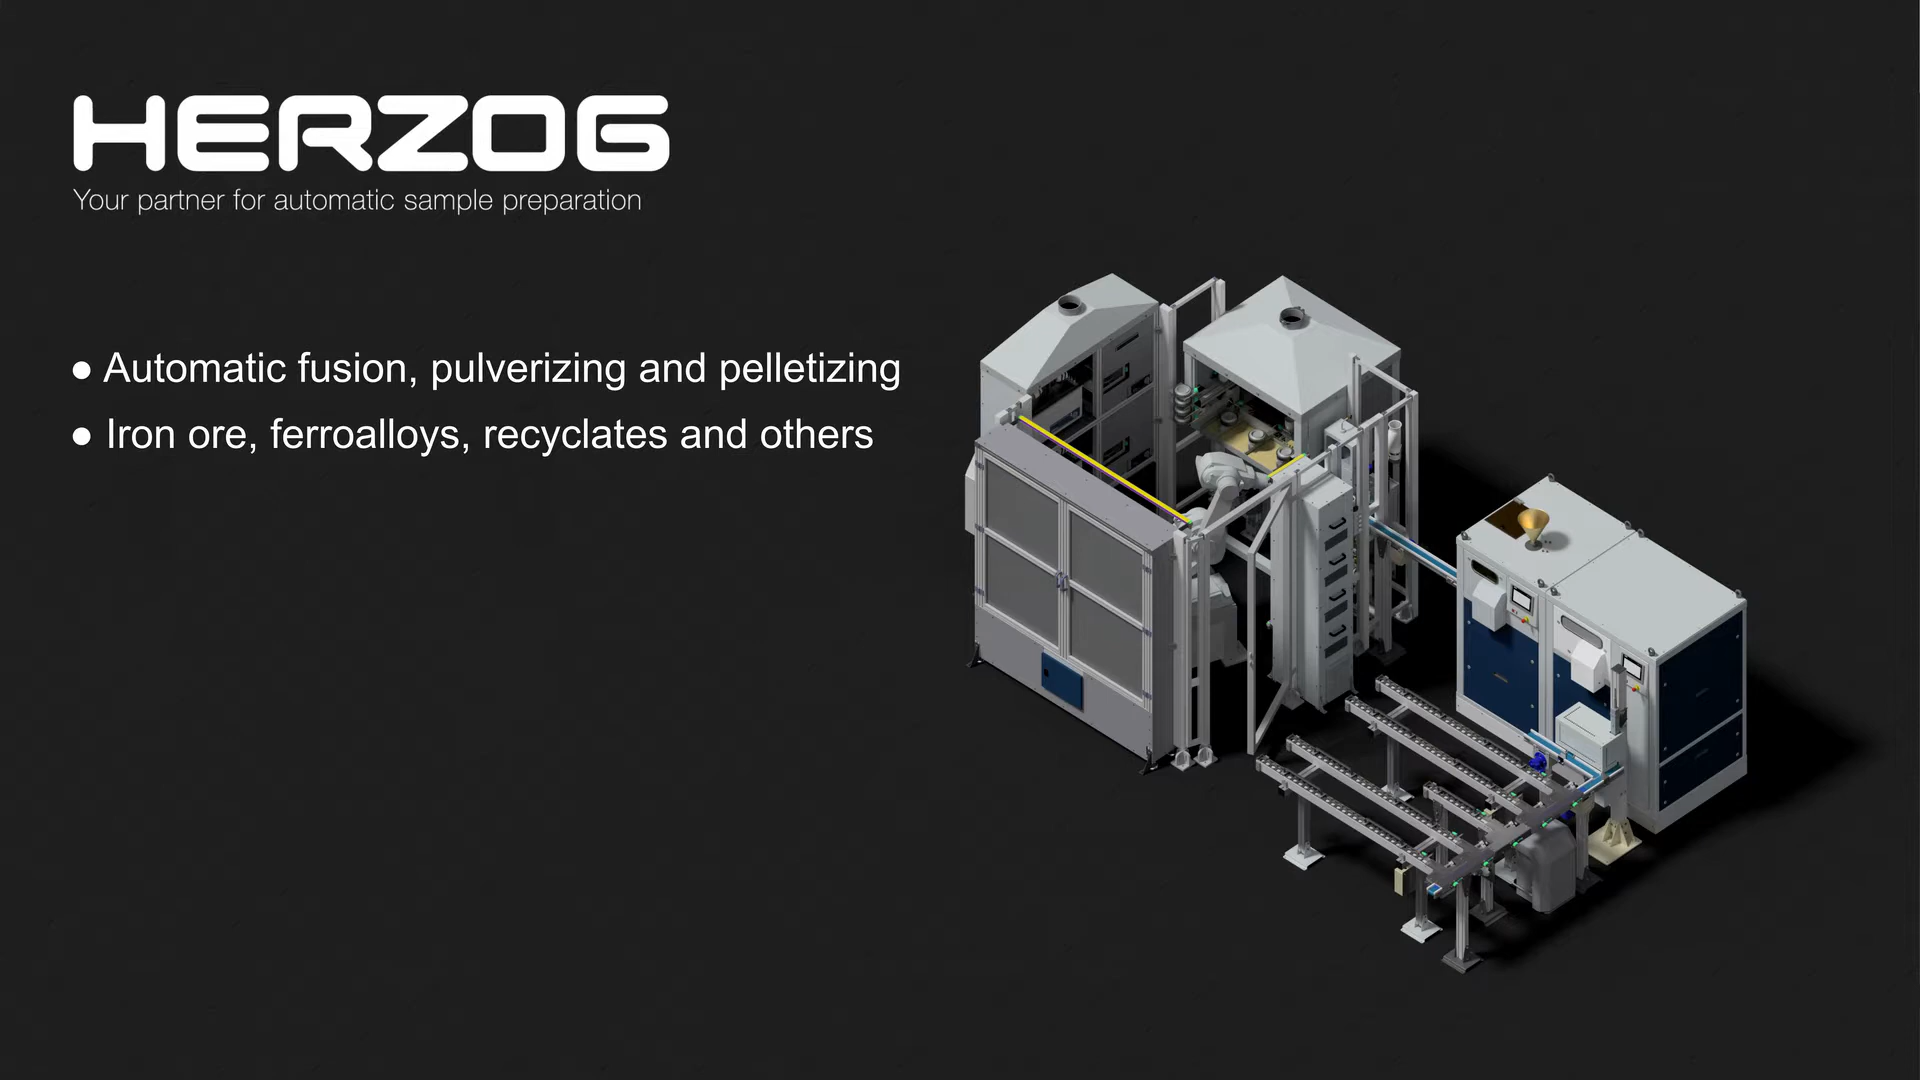 HERZOG
Your partner for automatic sample preparation
● Automatic fusion, pulverizing and pelletizing
● Iron ore, ferroalloys, recyclates and others